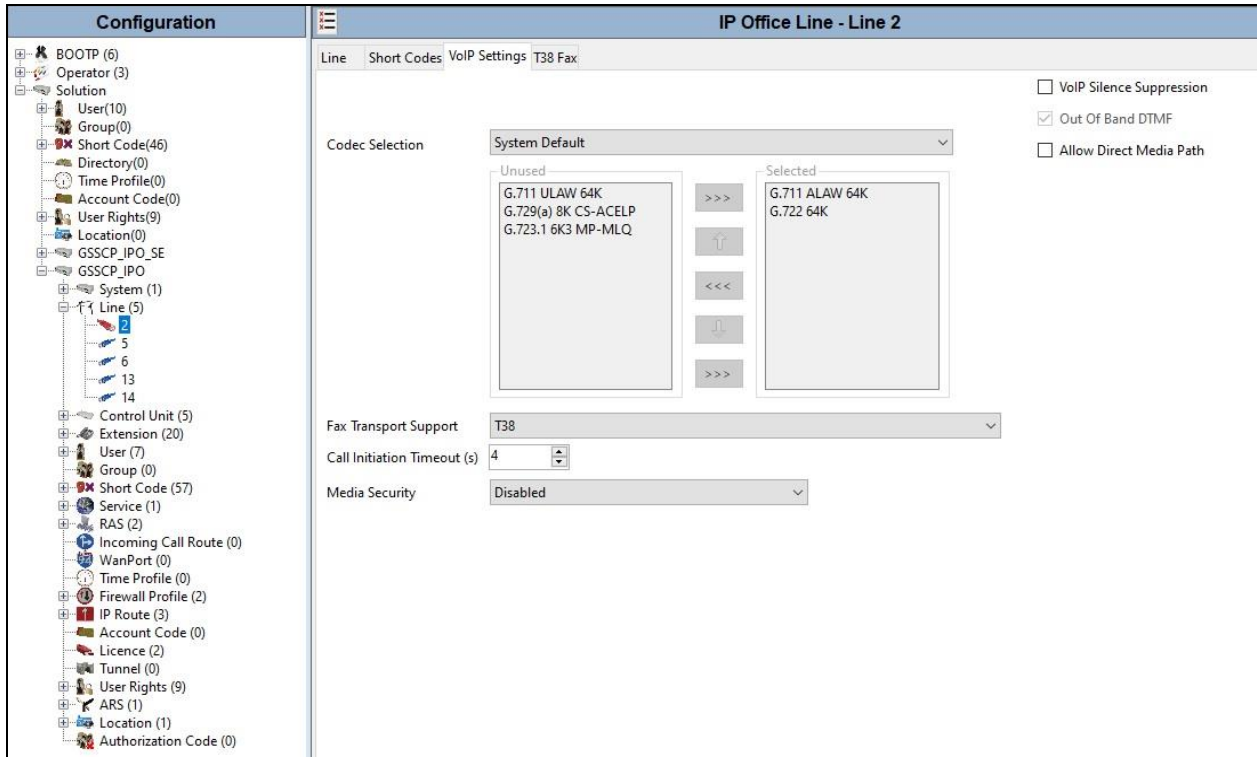 Configuration
BOOTP (6)
Operator (3)
Solution
User(10)
Group(0)
Short Code(46)
Directory(0)
Time Profile(0)
Account Code(0)
User Rights(9)
Location(0)
GSSCP_IPO_SE
GSSCP_IPO
System (1)
Line (5)
2
5
6
13
14
Control Unit (5)
Extension (20)
User (7)
Group (0)
Short Code (57)
Service (1)
RAS (2)
Incoming Call Route (0)
WanPort (0)
Time Profile (0)
Firewall Profile (2)
IP Route (3)
Account Code (0)
Licence (2)
Tunnel (0)
User Rights (9)
ARS (1)
Location (1)
Authorization Code (0)
IP Office Line - Line 2
Line Short Codes VoIP Settings T38 Fax
VoIP Silence Suppression
Out Of Band DTMF
Allow Direct Media Path
Codec Selection System Default
Unused
G.711 ULAW 64K
G.729(a) 8K CS-ACELP
G.723.1 6K3 MP-MLQ
>>>
<<<
>>>
Selected
G.711 ALAW 64K
G.722 64K
Fax Transport Support T38
Call Initiation Timeout (s) 4
Media Security Disabled